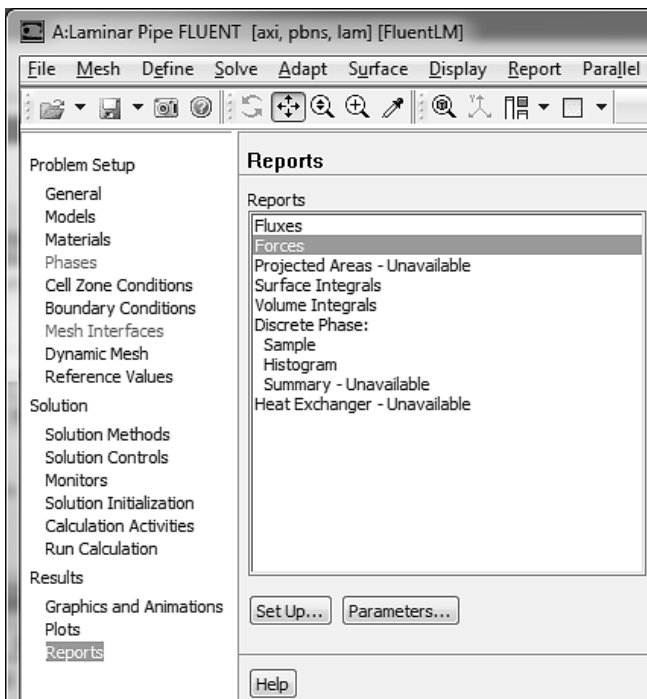 A:Laminar Pipe FLUENT [axi, pbns, lam] [FluentLM]
File Mesh Define Solve Adapt Surface Display Report Parallel
Problem Setup
General
Models
Materials
Phases
Cell Zone Conditions
Boundary Conditions
Mesh Interfaces
Dynamic Mesh
Reference Values
Solution
Solution Methods
Solution Controls
Monitors
Solution Initialization
Calculation Activities
Run Calculation
Results
Graphics and Animations
Plots
Reports
Reports
Reports
Fluxes
Forces
Projected Areas - Unavailable
Surface Integrals
Volume Integrals
Discrete Phase:
Sample
Histogram
Summary - Unavailable
Heat Exchanger - Unavailable
Set Up... Parameters...
Help